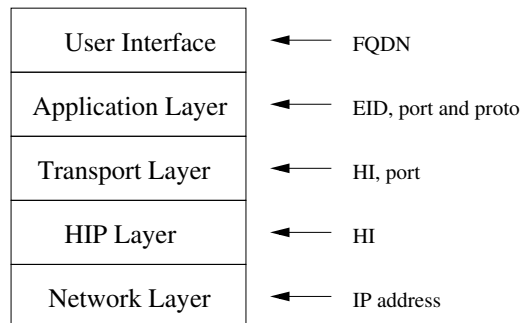 User Interface FQDN
Application Layer EID, port and proto
Transport Layer HI, port
HIP Layer HI
Network Layer IP address